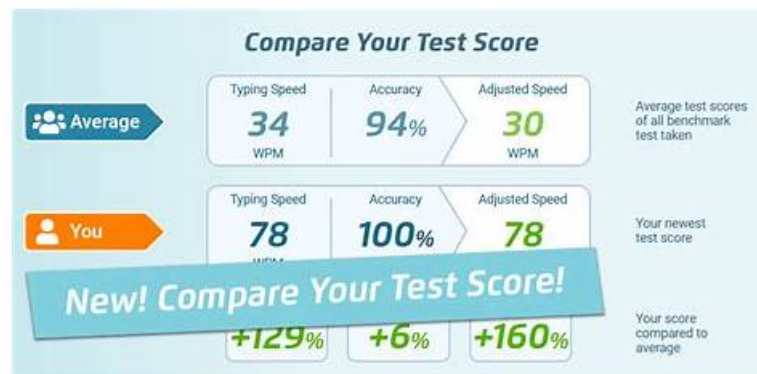 Compare Your Test Score
Average
Typing Speed
34
WPM
Accuracy
94%
Adjusted Speed
30
WPM
Average test scores
of all benchmark
test taken
You
Typing Speed
78
Accuracy
100%
Adjusted Speed
78
Your newest
test score
New! Compare Your Test Score!
+129%
+6%
+160%
Your score
compared to
average